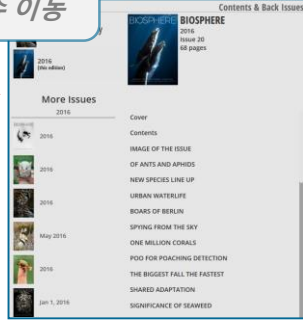 이동
Contents & Back Issues
BIOSPHERE
BIOSPHERE
2016
Issue 20
68 pages
2016
(this edition)
More Issues
2016
2016
2016
2016
May 2016
2016
Jan 1, 2016
Cover
Contents
IMAGE OF THE ISSUE
OF ANTS AND APHIDS
NEW SPECIES LINE UP
URBAN WATERLIFE
BOARS OF BERLIN
SPYING FROM THE SKY
ONE MILLION CORALS
POO FOR POACHING DETECTION
THE BIGGEST FALL THE FASTEST
SHARED ADAPTATION
SIGNIFICANCE OF SEAWEED